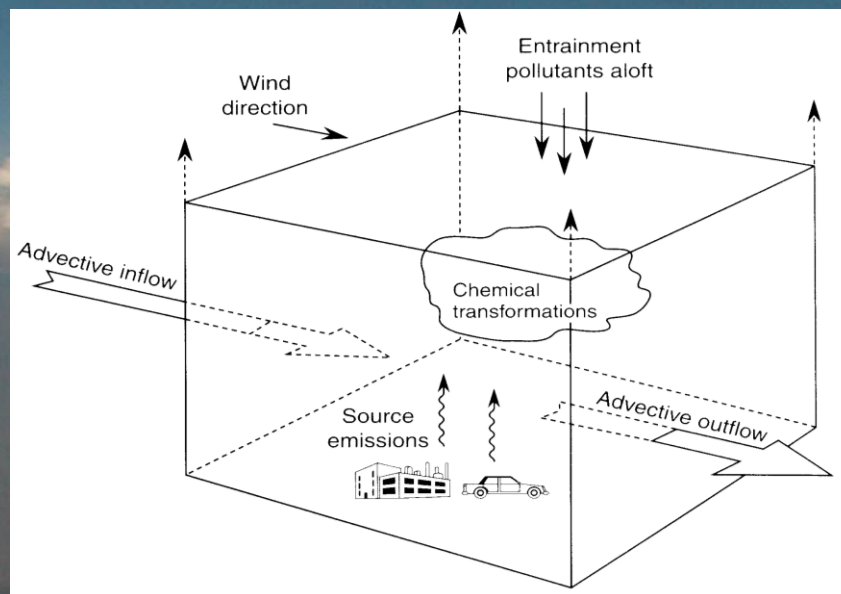 Entrainment
pollutants aloft
Wind
direction
Advective inflow
Chemical
transformations
Source
emissions
Advective outflow